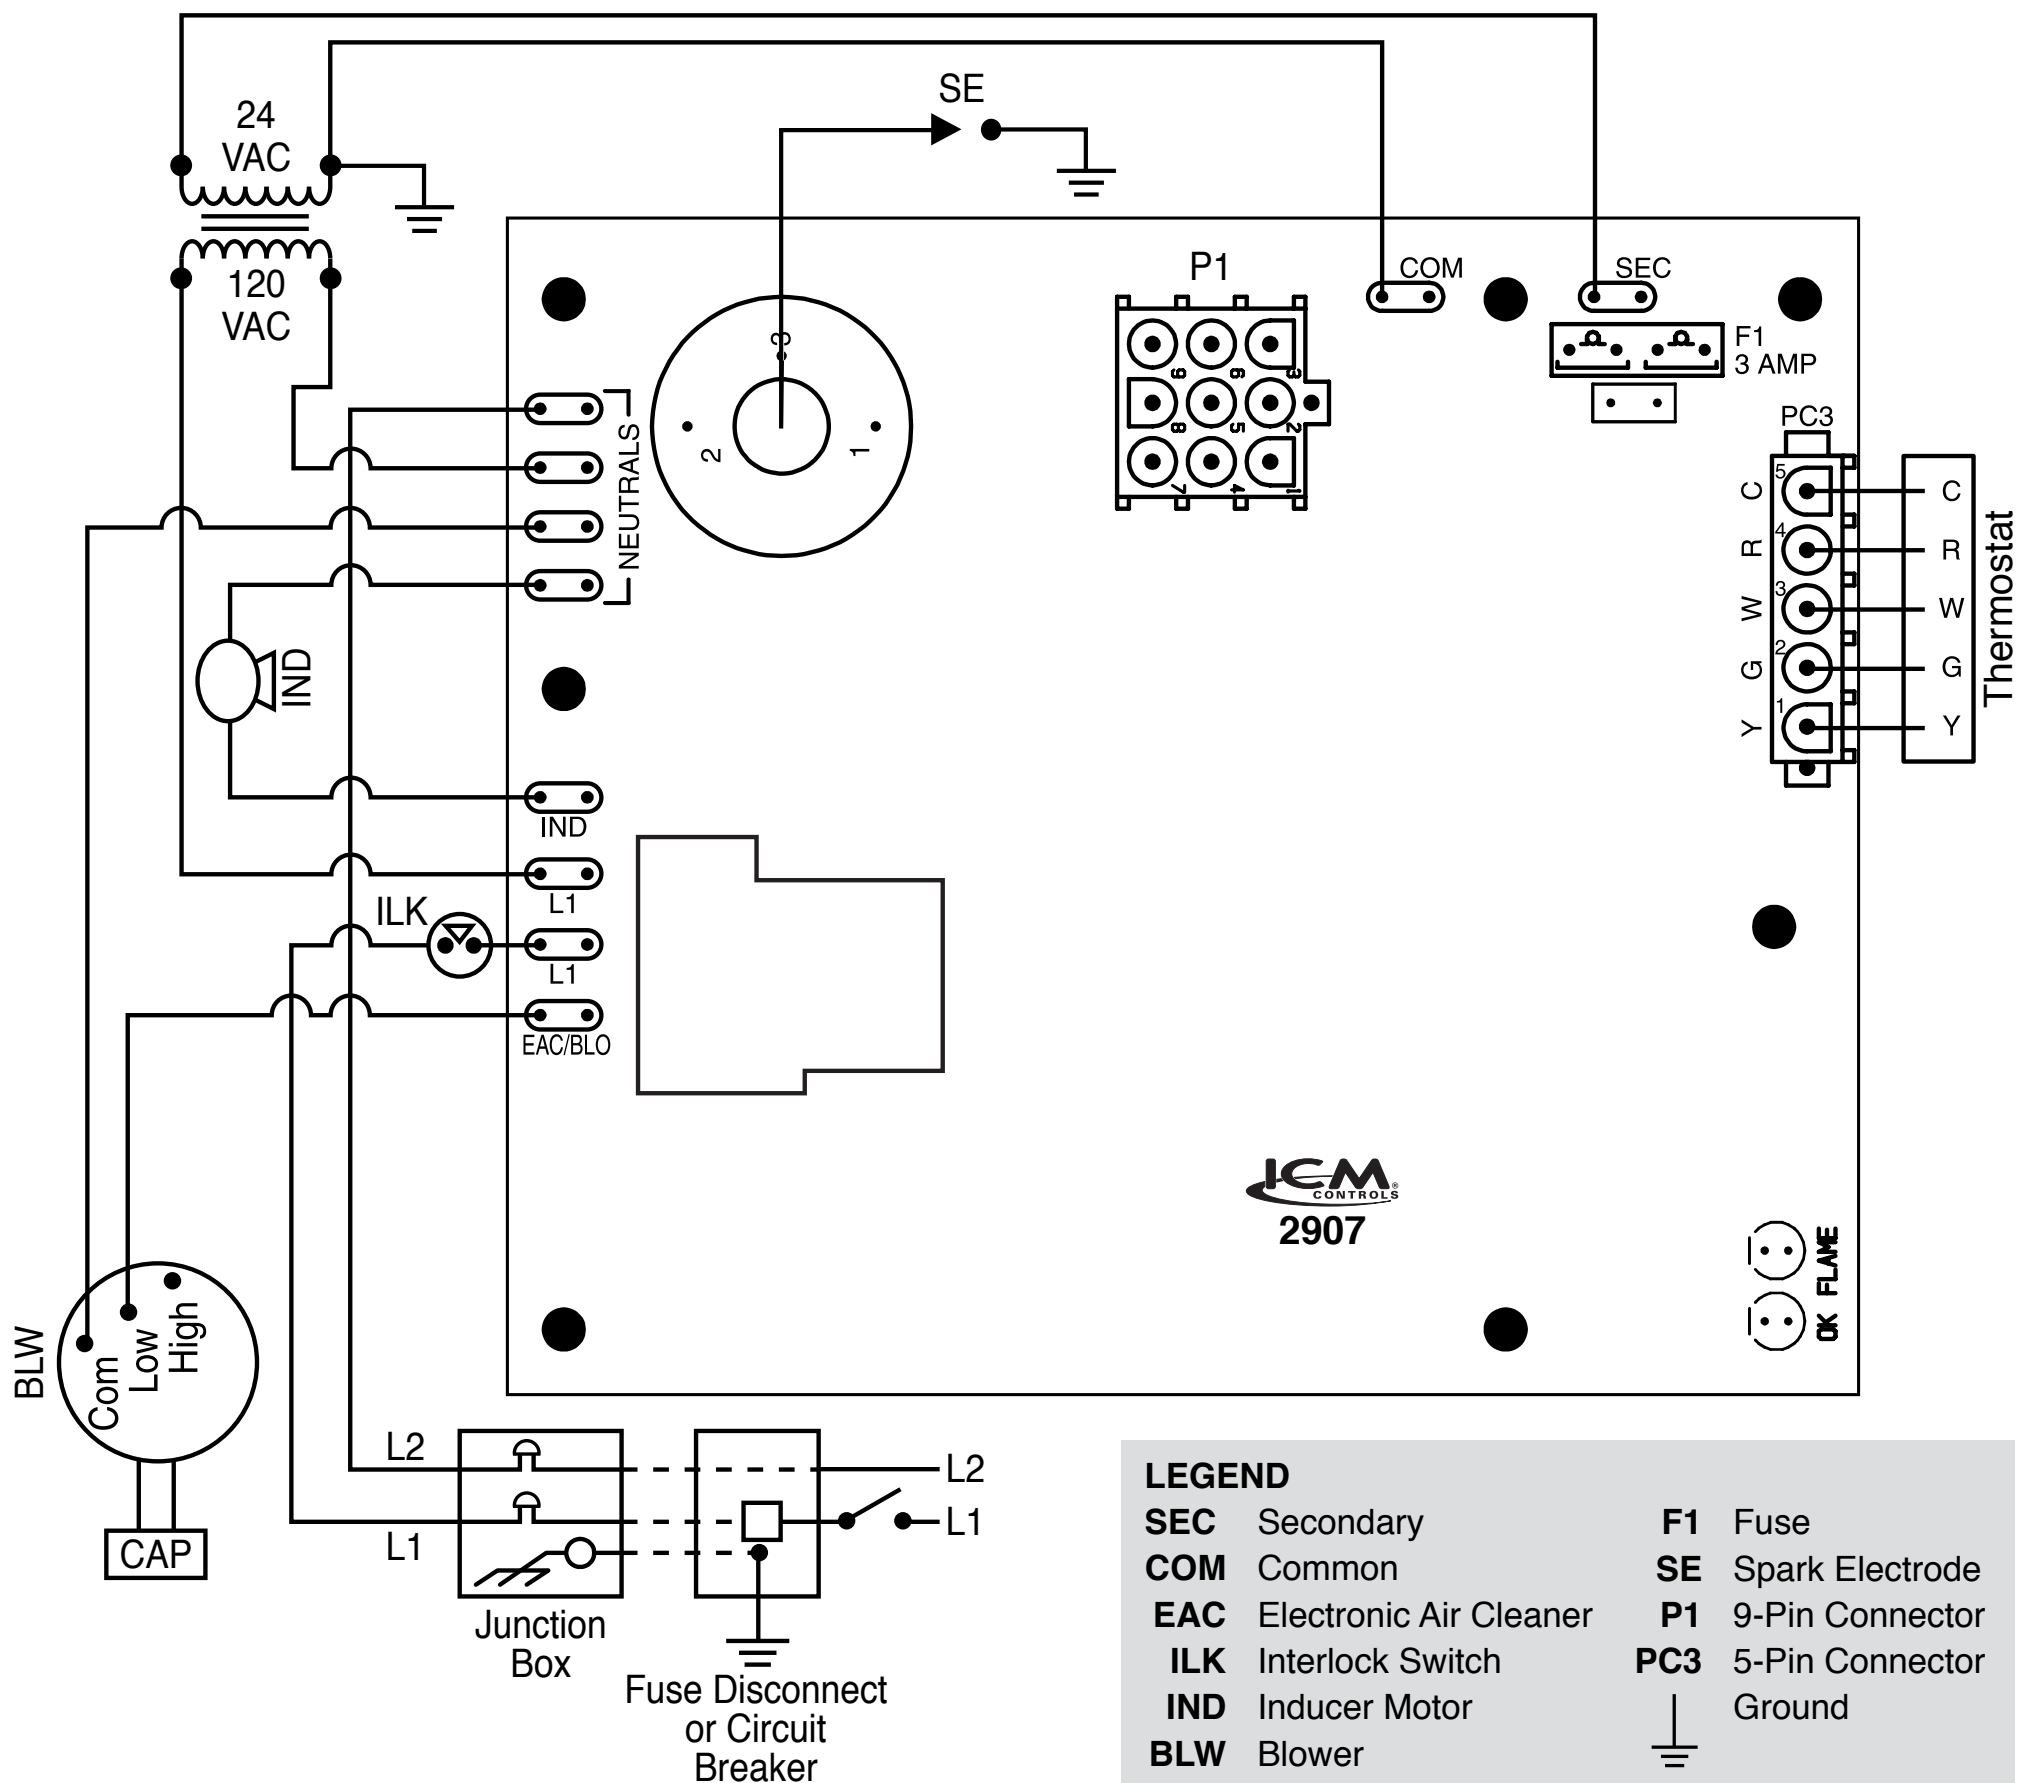 SE
24
VAC
120
VAC
P1
COM
SEC
F1
3 AMP
PC3
3
2
1
NEUTRALS
9
6
3
8
5
2
7
4
1
5
C
C
4
R
R
3
W
W
2
G
G
1
Y
Y
Thermostat
IND
IND
L1
ILK
L1
EAC/BLO
ICM®
CONTROLS
2907
FLAME
OK
BLW
Com
Low
High
CAP
L2
L1
L2
L1
Junction
Box
Fuse Disconnect
or Circuit
Breaker
LEGEND
SEC Secondary
COM Common
EAC Electronic Air Cleaner
ILK Interlock Switch
IND Inducer Motor
BLW Blower
F1 Fuse
SE Spark Electrode
P1 9-Pin Connector
PC3 5-Pin Connector
Ground